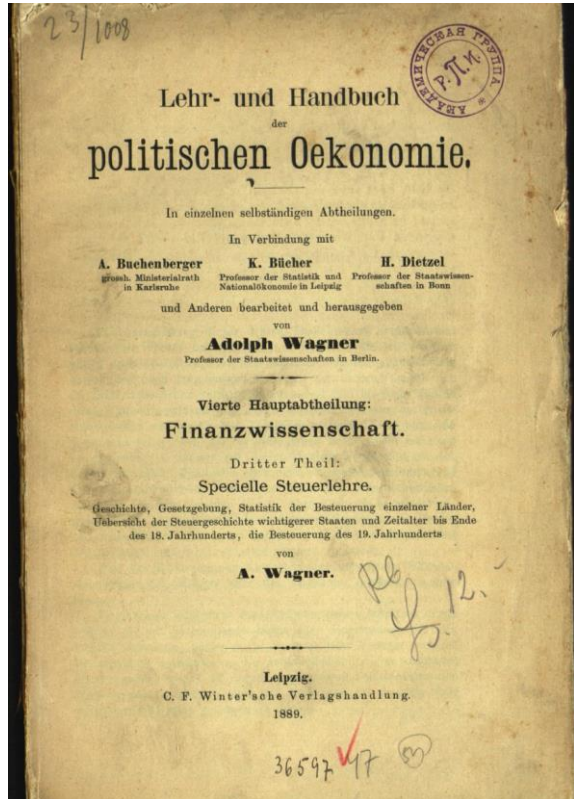 23/1008
АКАДЕМИЧЕСКАЯ ГРУППА *
Р.П.К.
Lehr- und Handbuch
der
politischen Oekonomie.
In einzelnen selbständigen Abtheilungen.
In Verbindung mit
A. Buchenberger K. Bücher H. Dietzel
grossh. Ministerialrath Professor der Statistik und Professor der Staatswissen-
in Karlsruhe Nationalökonomie in Leipzig schaften in Bonn
und Anderen bearbeitet und herausgegeben
von
Adolph Wagner
Professor der Staatswissenschaften in Berlin.
Vierte Hauptabtheilung:
Finanzwissenschaft.
Dritter Theil:
Specielle Steuerlehre.
Geschichte, Gesetzgebung, Statistik der Besteuerung einzelner Länder,
Uebersicht der Steuergeschichte wichtigerer Staaten und Zeitalter bis Ende
des 18. Jahrhunderts, die Besteuerung des 19. Jahrhunderts
von
A. Wagner.
12.
Leipzig.
C. F. Winter'sche Verlagshandlung.
1889.
36597 47 3